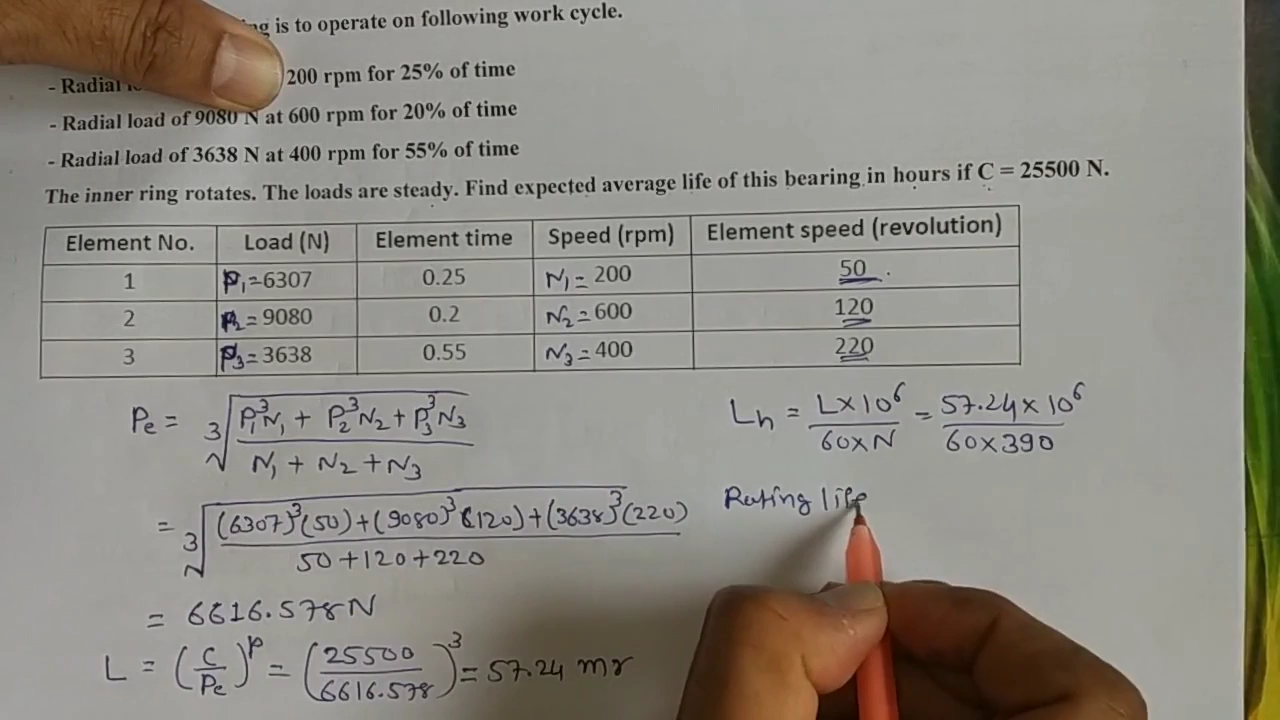 is to operate on following work cycle.
- Radial 200 rpm for 25% of time
- Radial load of 9080 N at 600 rpm for 20% of time
- Radial load of 3638 N at 400 rpm for 55% of time
The inner ring rotates. The loads are steady. Find expected average life of this bearing in hours if C = 25500 N.
Element No. Load (N) Element time Speed (rpm) Element speed (revolution)
1 P₁=6307 0.25 N₁=200 50
2 P₂=9080 0.2 N₂=600 120
3 P₃=3638 0.55 N₃=400 220
Pe = ∛((P₁³N₁ + P₂³N₂ + P₃³N₃)/(N₁ + N₂ + N₃))
= ∛(((6307)³(50)+(9080)³(120)+(3638)³(220))/(50+120+220))
= 6616.578N
L = (C/Pe)^p = (25500/6616.578)³ = 57.24 mr
Lh = L×10⁶/60×N = 57.24×10⁶/60×390
Rating life